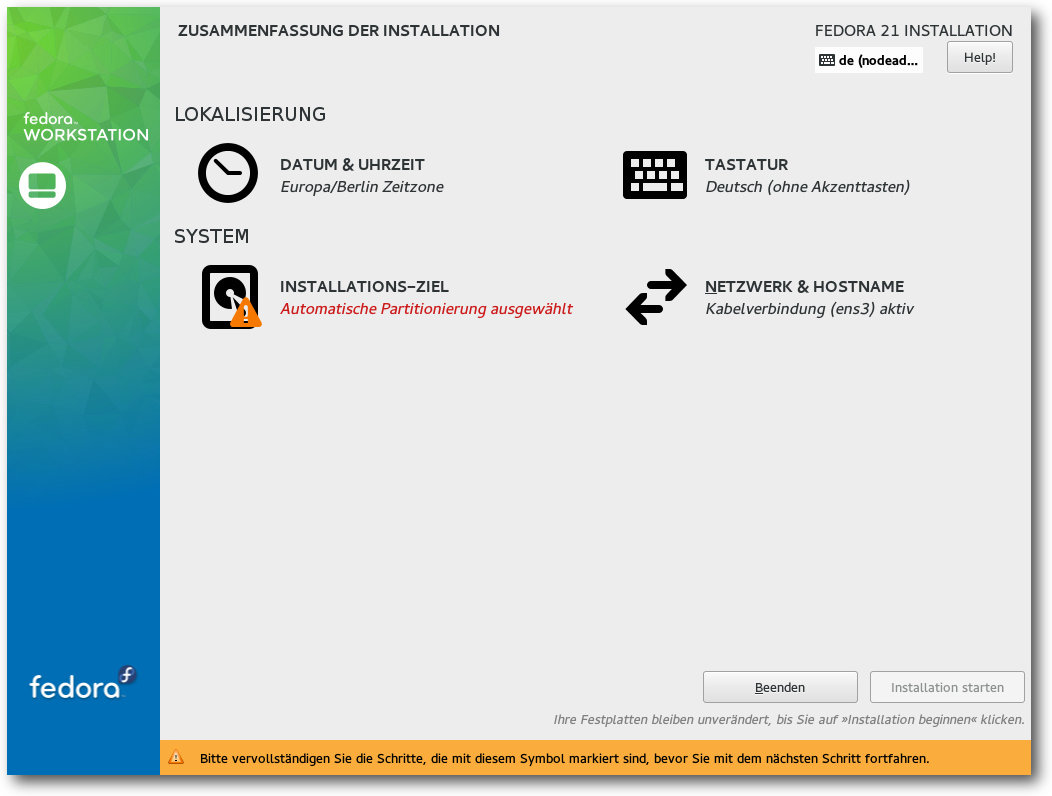 ZUSAMMENFASSUNG DER INSTALLATION
FEDORA 21 INSTALLATION
de (nodead...
Help!
fedora
WORKSTATION
LOKALISIERUNG
DATUM & UHRZEIT
Europa/Berlin Zeitzone
TASTATUR
Deutsch (ohne Akzenttasten)
SYSTEM
INSTALLATIONS-ZIEL
Automatische Partitionierung ausgewählt
NETZWERK & HOSTNAME
Kabelverbindung (ens3) aktiv
fedora
Beenden
Installation starten
Ihre Festplatten bleiben unverändert, bis Sie auf »Installation beginnen« klicken.
Bitte vervollständigen Sie die Schritte, die mit diesem Symbol markiert sind, bevor Sie mit dem nächsten Schritt fortfahren.